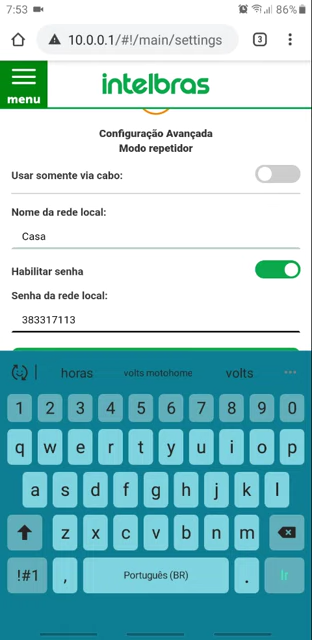 7:53 86%
10.0.0.1/#!/main/settings 3
menu intelbras
Configuração Avançada
Modo repetidor
Usar somente via cabo:
Nome da rede local:
Casa
Habilitar senha
Senha da rede local:
383317113
horas volts motohome volts ...
1 2 3 4 5 6 7 8 9 0
q w e r t y u i o p
a s d f g h j k l
z x c v b n m
!#1 , Português (BR) . Ir